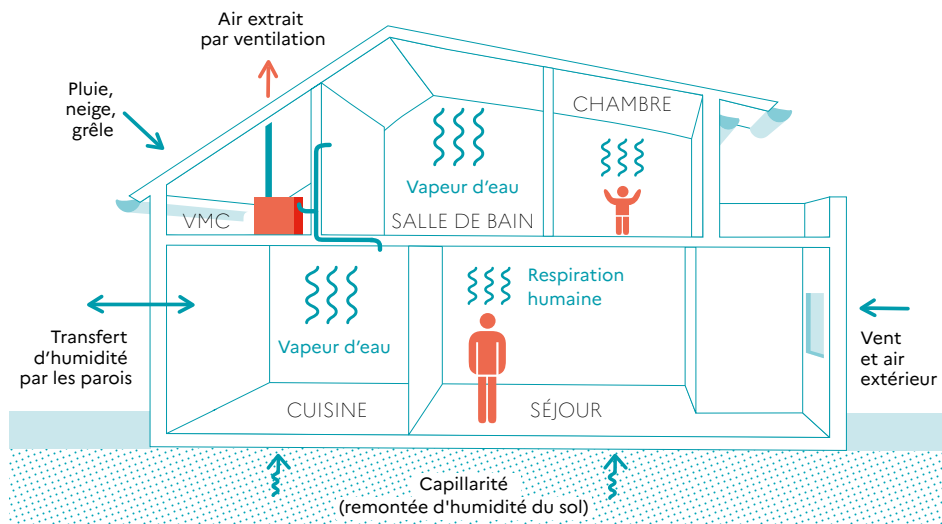 Air extrait
par ventilation
Pluie,
neige,
grêle
CHAMBRE
Vapeur d’eau
VMC
SALLE DE BAIN
Respiration
humaine
Transfert
d’humidité
par les parois
Vapeur d’eau
Vent
et air
extérieur
CUISINE
SÉJOUR
Capillarité
(remontée d'humidité du sol)